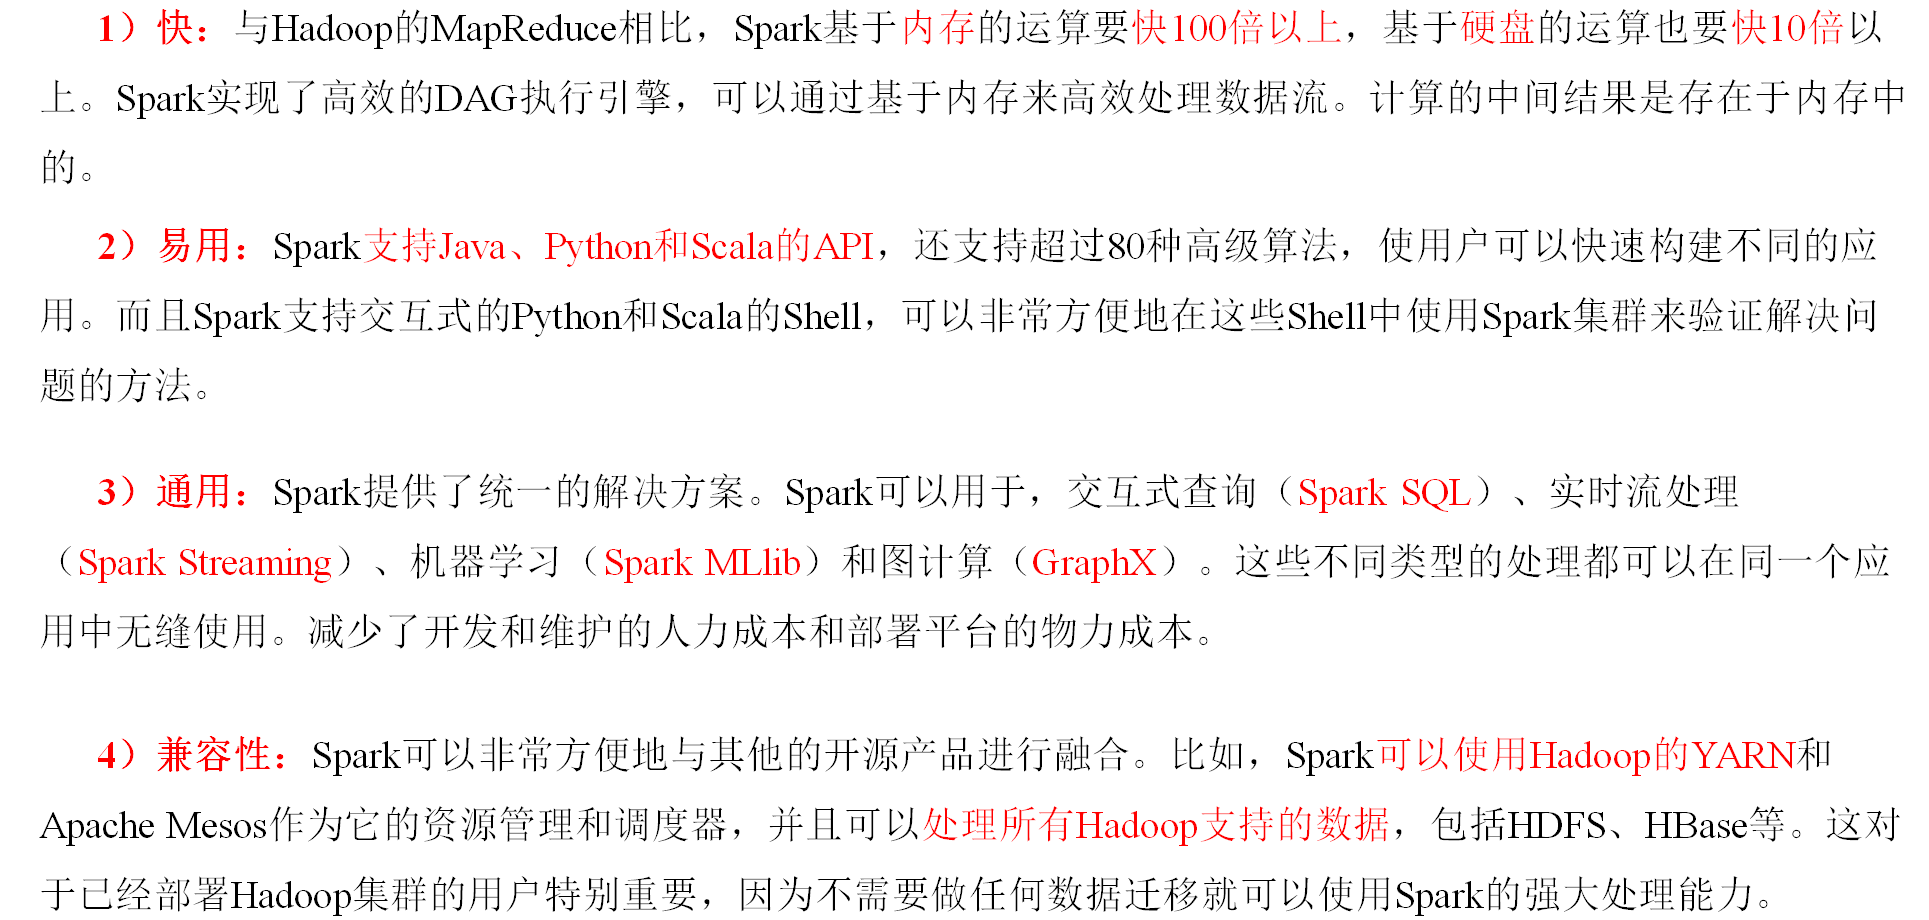 1）快：与Hadoop的MapReduce相比，Spark基于内存的运算要快100倍以上，基于硬盘的运算也要快10倍以
上。Spark实现了高效的DAG执行引擎，可以通过基于内存来高效处理数据流。计算的中间结果是存在于内存中
的。
2）易用：Spark支持Java、Python和Scala的API，还支持超过80种高级算法，使用户可以快速构建不同的应
用。而且Spark支持交互式的Python和Scala的Shell，可以非常方便地在这些Shell中使用Spark集群来验证解决问
题的方法。
3）通用：Spark提供了统一的解决方案。Spark可以用于，交互式查询（Spark SQL）、实时流处理
（Spark Streaming）、机器学习（Spark MLlib）和图计算（GraphX）。这些不同类型的处理都可以在同一个应
用中无缝使用。减少了开发和维护的人力成本和部署平台的物力成本。
4）兼容性：Spark可以非常方便地与其他的开源产品进行融合。比如，Spark可以使用Hadoop的YARN和
Apache Mesos作为它的资源管理和调度器，并且可以处理所有Hadoop支持的数据，包括HDFS、HBase等。这对
于已经部署Hadoop集群的用户特别重要，因为不需要做任何数据迁移就可以使用Spark的强大处理能力。